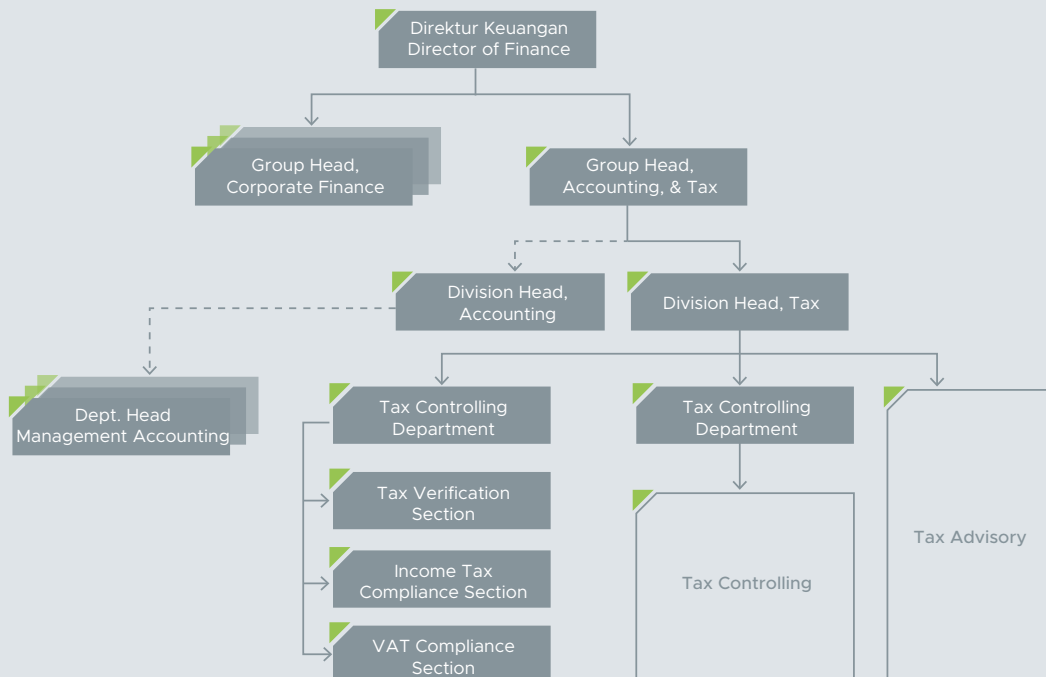 Direktur Keuangan
Director of Finance
Group Head,
Corporate Finance
Group Head,
Accounting, & Tax
Division Head,
Accounting
Division Head, Tax
Dept. Head
Management Accounting
Tax Controlling
Department
Tax Controlling
Department
Tax Advisory
Tax Verification
Section
Income Tax
Compliance Section
VAT Compliance
Section
Tax Controlling